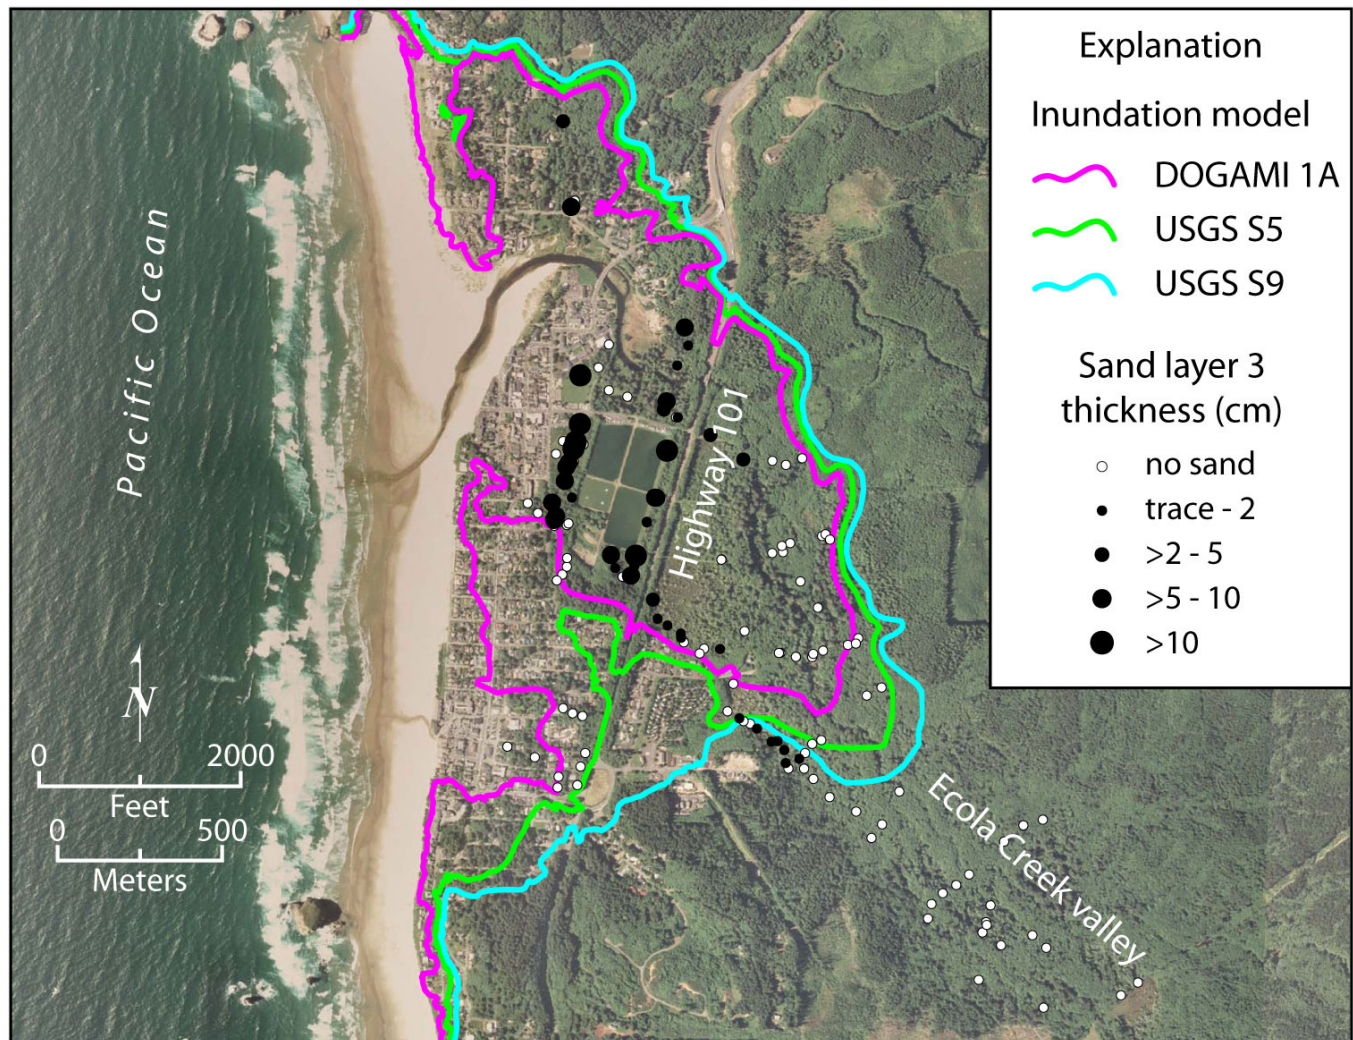 Explanation
Inundation model
DOGAMI 1A
USGS S5
USGS S9
Sand layer 3
thickness (cm)
no sand
trace - 2
>2 - 5
>5 - 10
>10
Pacific Ocean
Highway 101
Ecola Creek valley
N
0 2000
Feet
0 500
Meters